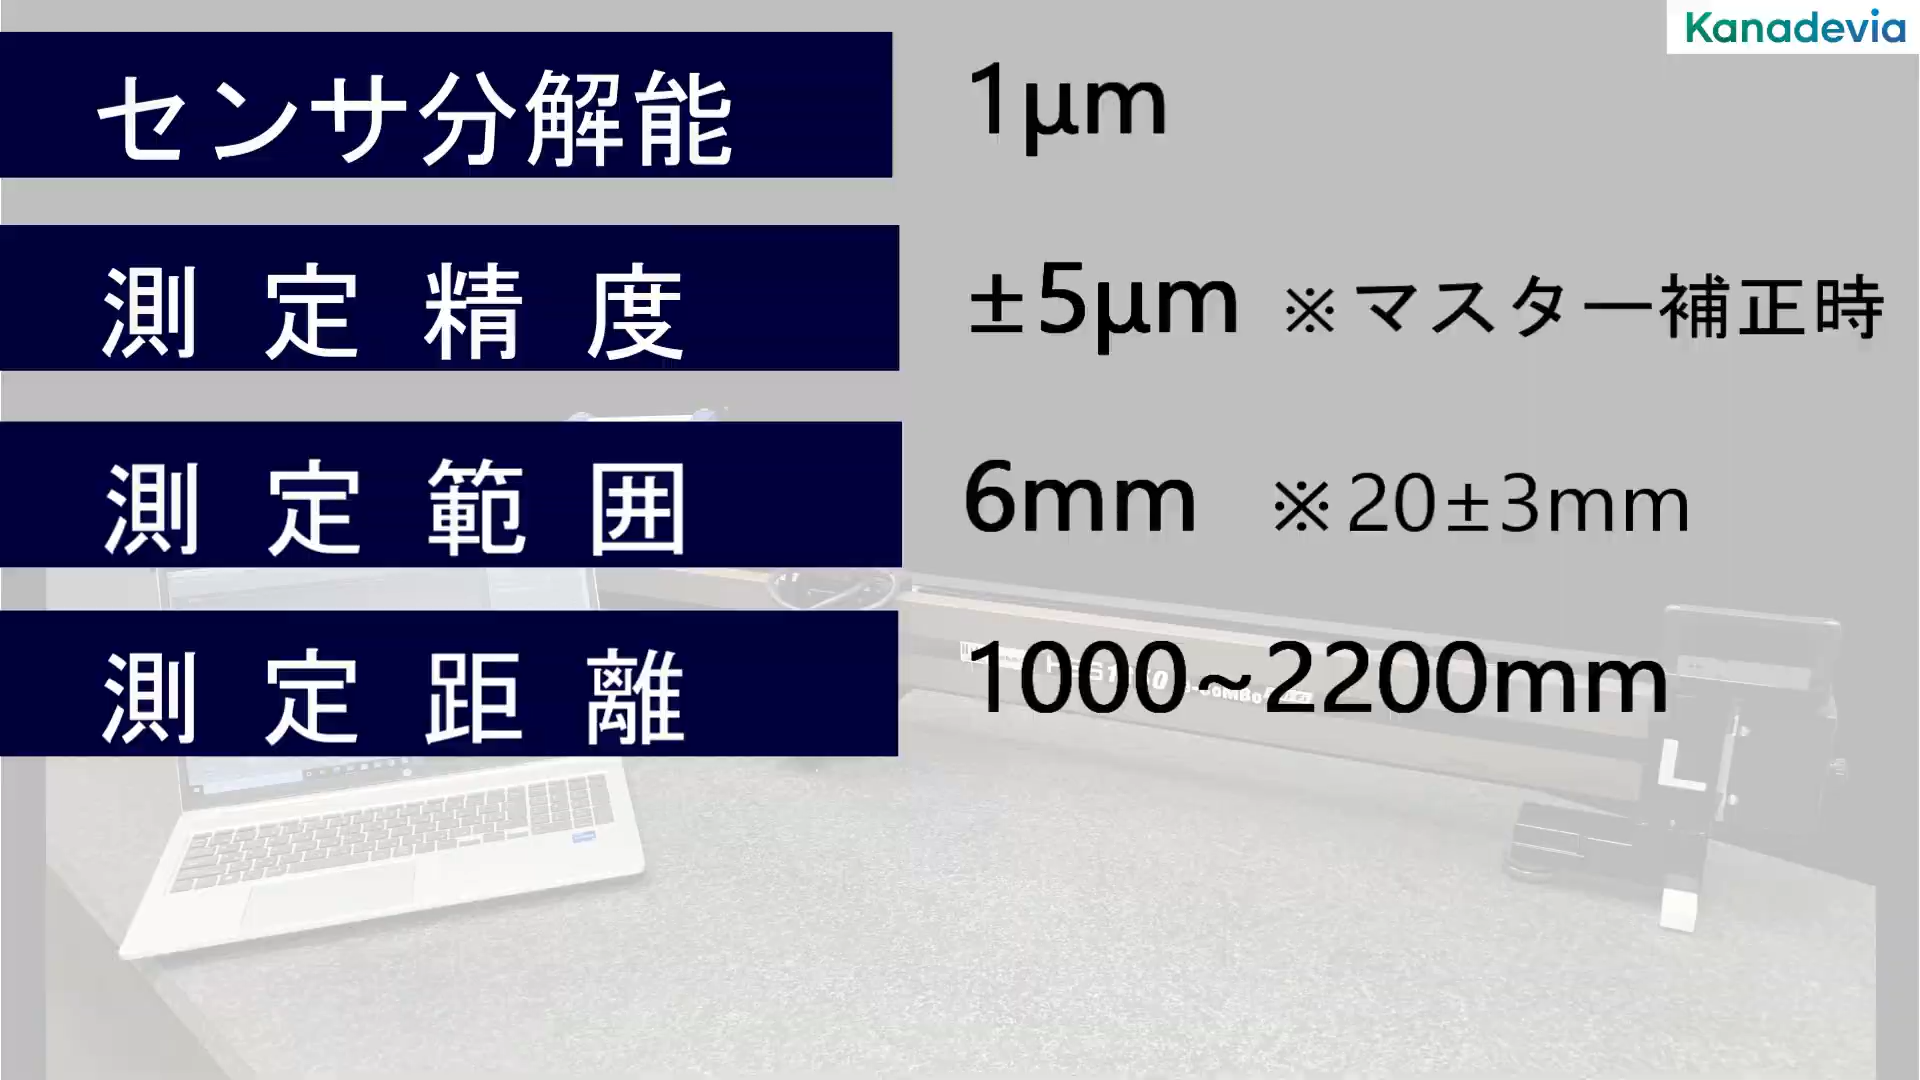 Kanadevia
センサ分解能 1μm
測定精度 ±5μm ※マスター補正時
測定範囲 6mm ※20±3mm
測定距離 1000~2200mm